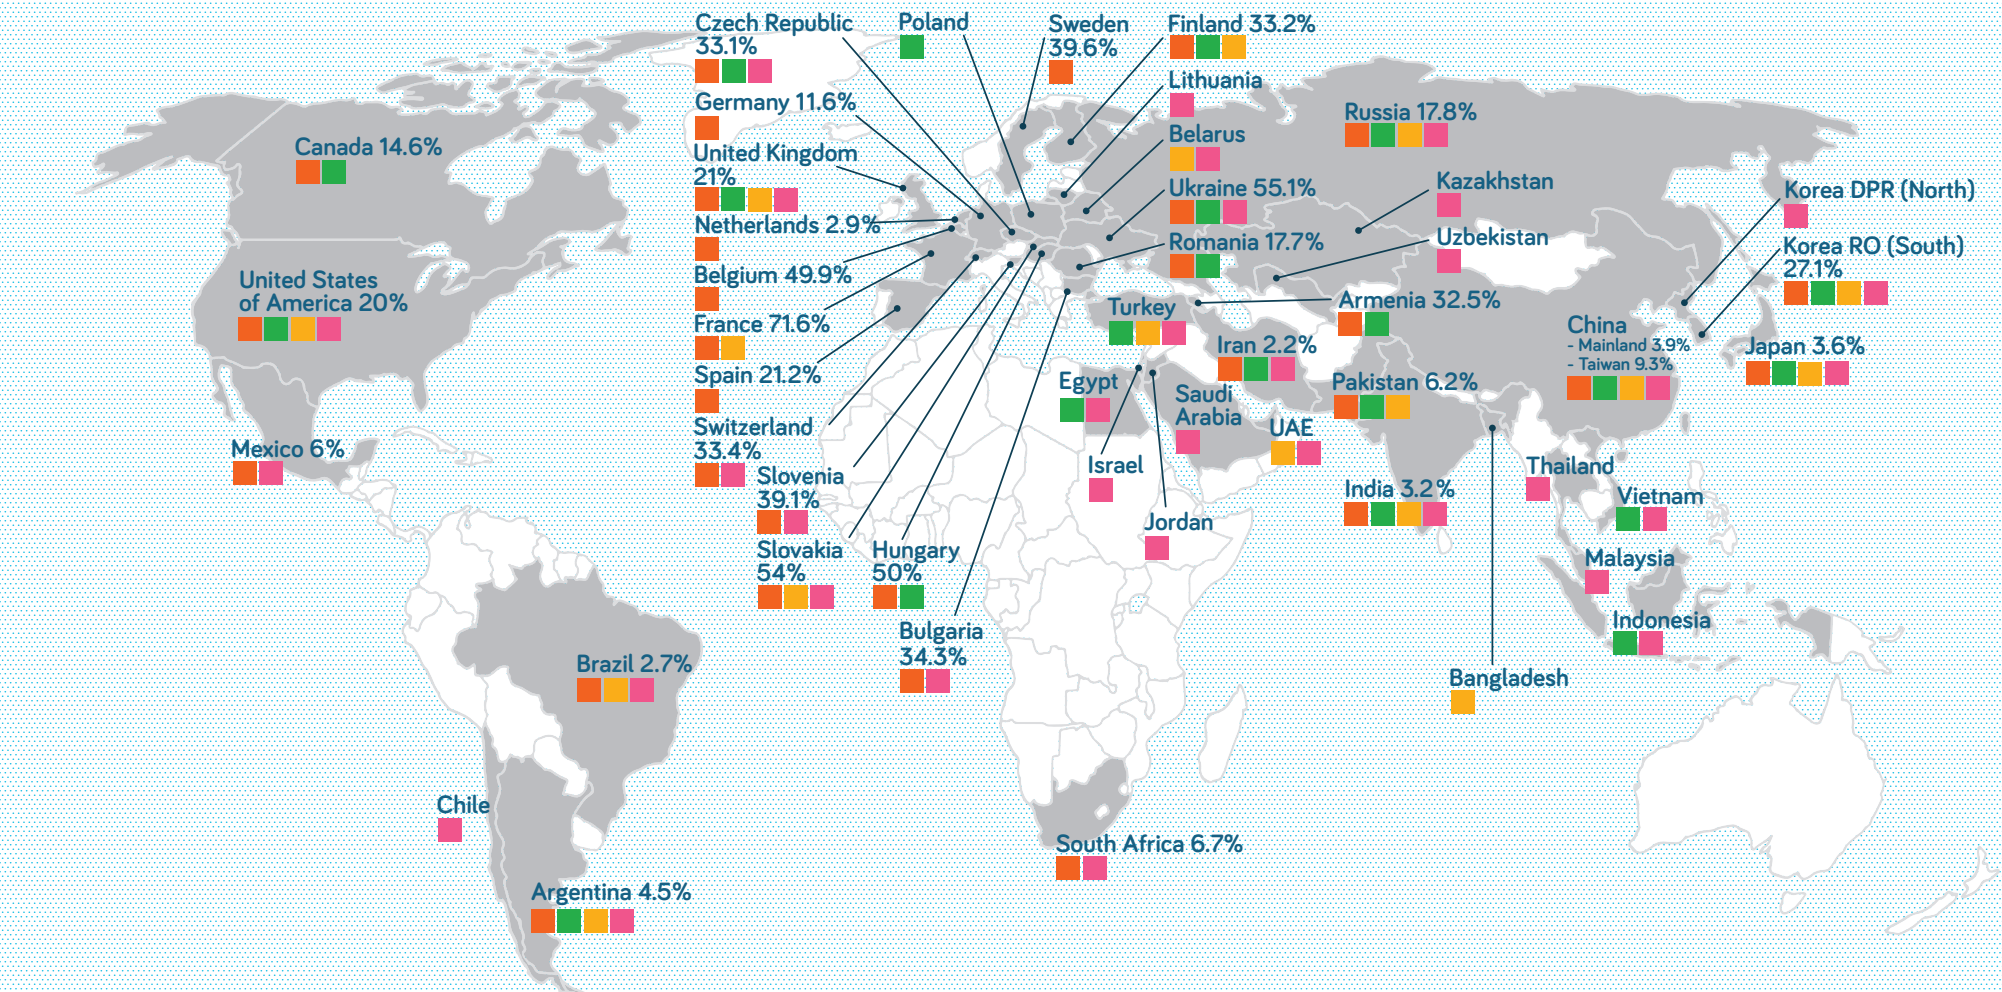 Czech Republic
33.1%
Poland
Sweden
39.6%
Finland 33.2%
Lithuania
Germany 11.6%
Russia 17.8%
Belarus
Canada 14.6%
United Kingdom
21%
Ukraine 55.1%
Kazakhstan
Korea DPR (North)
Netherlands 2.9%
Romania 17.7%
Uzbekistan
Korea RO (South)
27.1%
Belgium 49.9%
United States
of America 20%
Armenia 32.5%
Turkey
France 71.6%
China
- Mainland 3.9%
- Taiwan 9.3%
Iran 2.2%
Japan 3.6%
Spain 21.2%
Egypt
Pakistan 6.2%
Saudi
Arabia
Switzerland
33.4%
UAE
Mexico 6%
Israel
Thailand
Slovenia
39.1%
India 3.2%
Vietnam
Jordan
Slovakia
54%
Hungary
50%
Malaysia
Indonesia
Bulgaria
34.3%
Brazil 2.7%
Bangladesh
Chile
South Africa 6.7%
Argentina 4.5%